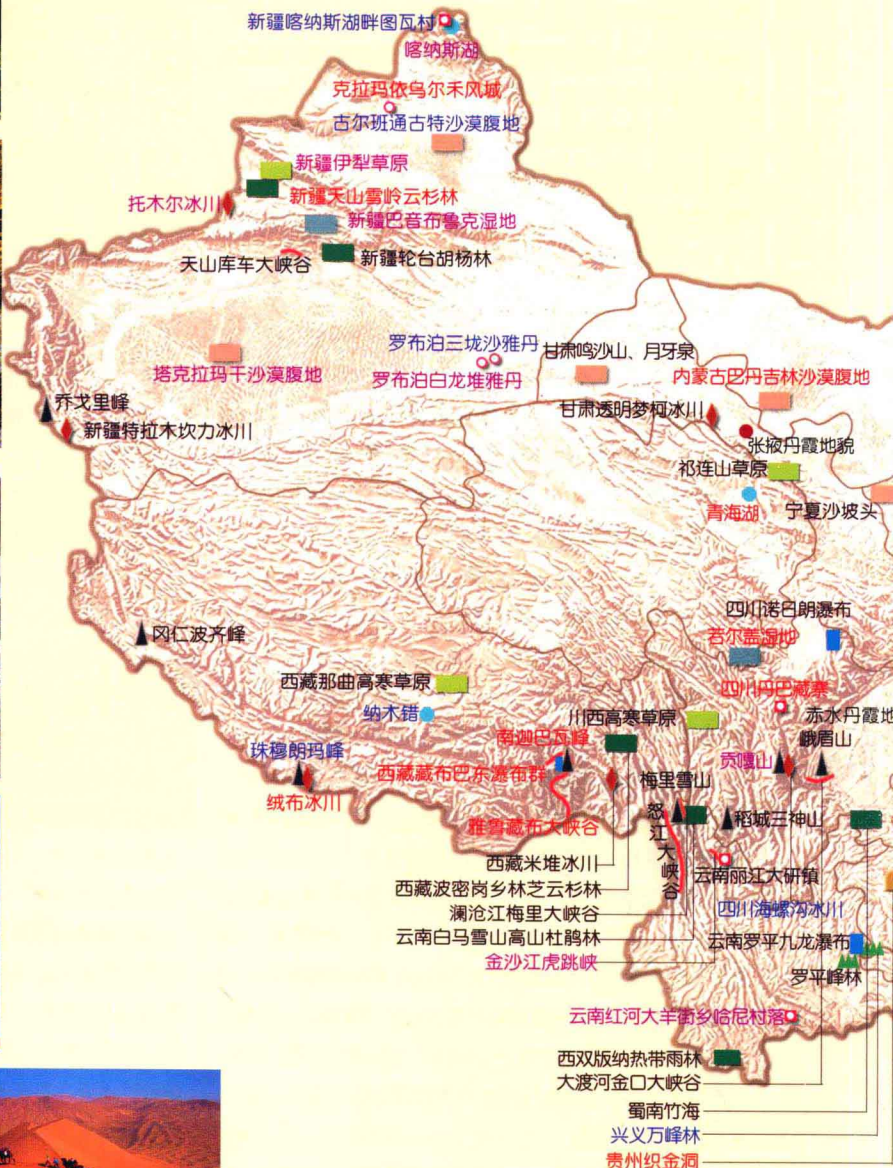 新疆喀纳斯湖畔图瓦村
喀纳斯湖
克拉玛依乌尔禾风城
古尔班通古特沙漠腹地
新疆伊犁草原
新疆天山雪岭云杉林
托木尔冰川
新疆巴音布鲁克湿地
天山库车大峡谷
新疆轮台胡杨林
罗布泊三垅沙雅丹
甘肃鸣沙山、月牙泉
塔克拉玛干沙漠腹地
罗布泊白龙堆雅丹
内蒙古巴丹吉林沙漠腹地
乔戈里峰
甘肃透明梦柯冰川
新疆特拉木坎力冰川
张掖丹霞地貌
祁连山草原
青海湖
宁夏沙坡头
四川诺日朗瀑布
冈仁波齐峰
若尔盖湿地
西藏那曲高寒草原
四川丹巴藏寨
纳木错
川西高寒草原
赤水丹霞地
南迦巴瓦峰
峨眉山
珠穆朗玛峰
贡嘎山
西藏藏布巴东瀑布群
梅里雪山
绒布冰川
怒江大峡谷
稻城三神山
雅鲁藏布大峡谷
西藏米堆冰川
云南丽江大研镇
西藏波密岗乡林芝云杉林
澜沧江梅里大峡谷
四川海螺沟冰川
云南白马雪山高山杜鹃林
云南罗平九龙瀑布
金沙江虎跳峡
罗平峰林
云南红河大羊街乡哈尼村落
西双版纳热带雨林
大渡河金口大峡谷
蜀南竹海
兴义万峰林
贵州织金洞